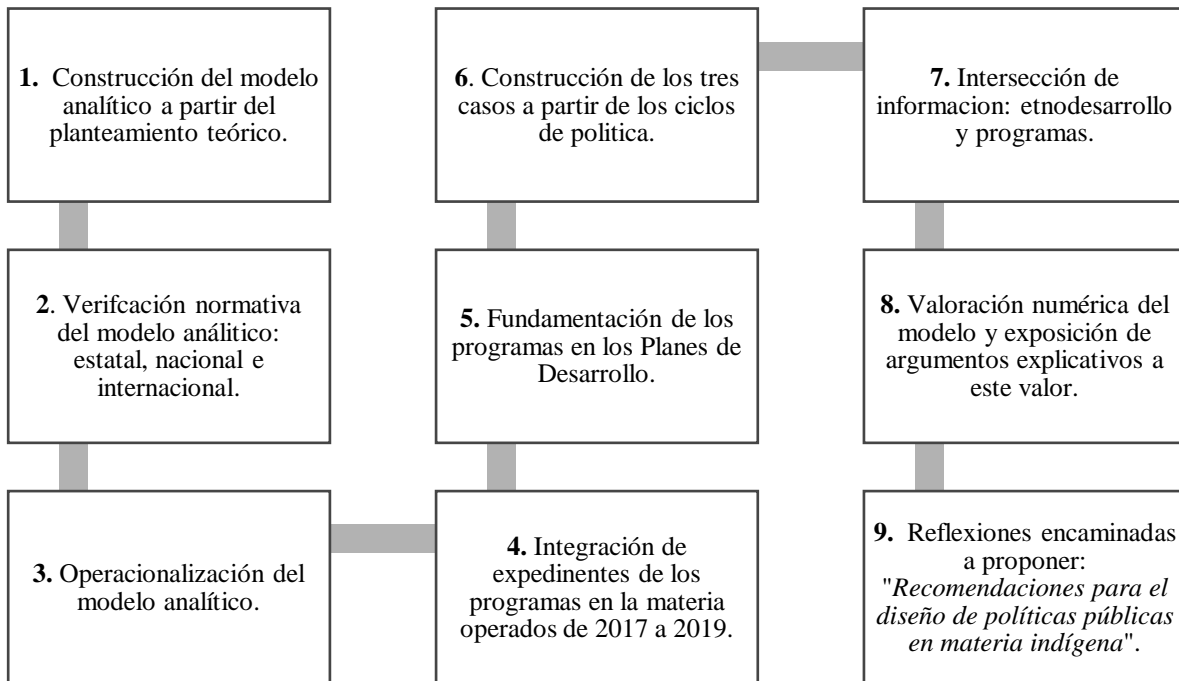 1. Construcción del modelo
analítico a partir del
planteamiento teórico.
2. Verifcación normativa
del modelo análitico:
estatal, nacional e
internacional.
3. Operacionalización del
modelo analítico.
4. Integración de
expedinentes de los
programas en la materia
operados de 2017 a 2019.
5. Fundamentación de los
programas en los Planes de
Desarrollo.
6. Construcción de los tres
casos a partir de los ciclos
de politica.
7. Intersección de
informacion: etnodesarrollo
y programas.
8. Valoración numérica del
modelo y exposición de
argumentos explicativos a
este valor.
9. Reflexiones encaminadas
a proponer:
"Recomendaciones para el
diseño de políticas públicas
en materia indígena".